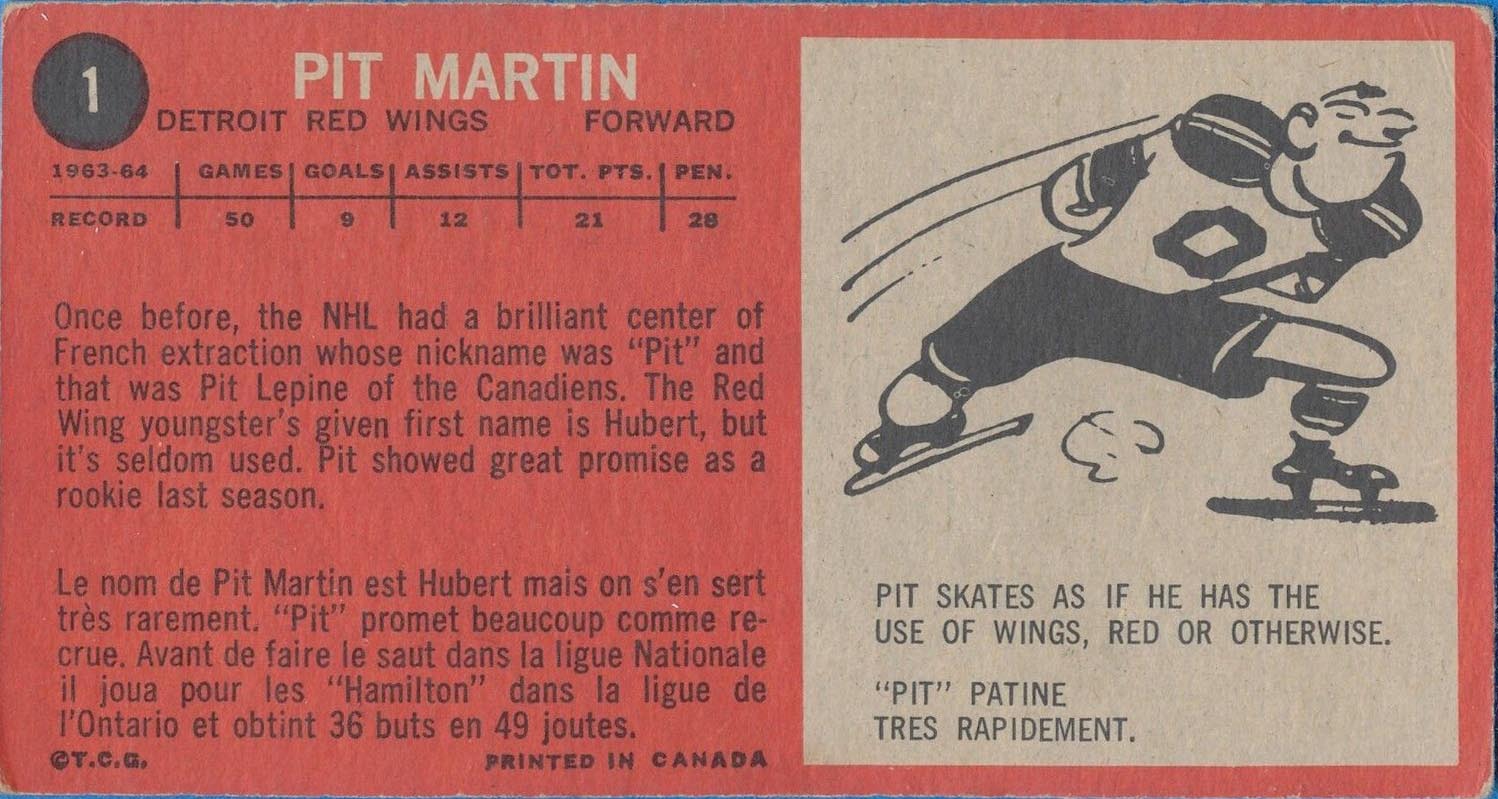 1
PIT MARTIN
DETROIT RED WINGS FORWARD
1963-64 GAMES GOALS ASSISTS TOT. PTS. PEN.
RECORD 50 9 12 21 28
Once before, the NHL had a brilliant center of
French extraction whose nickname was “Pit” and
that was Pit Lepine of the Canadiens. The Red
Wing youngster's given first name is Hubert, but
it's seldom used. Pit showed great promise as a
rookie last season.
Le nom de Pit Martin est Hubert mais on s'en sert
très rarement. “Pit” promet beaucoup comme re-
crue. Avant de faire le saut dans la ligue Nationale
il joua pour les “Hamilton” dans la ligue de
l'Ontario et obtint 36 buts en 49 joutes.
©T.C.G. PRINTED IN CANADA
PIT SKATES AS IF HE HAS THE
USE OF WINGS, RED OR OTHERWISE.
“PIT” PATINE
TRES RAPIDEMENT.